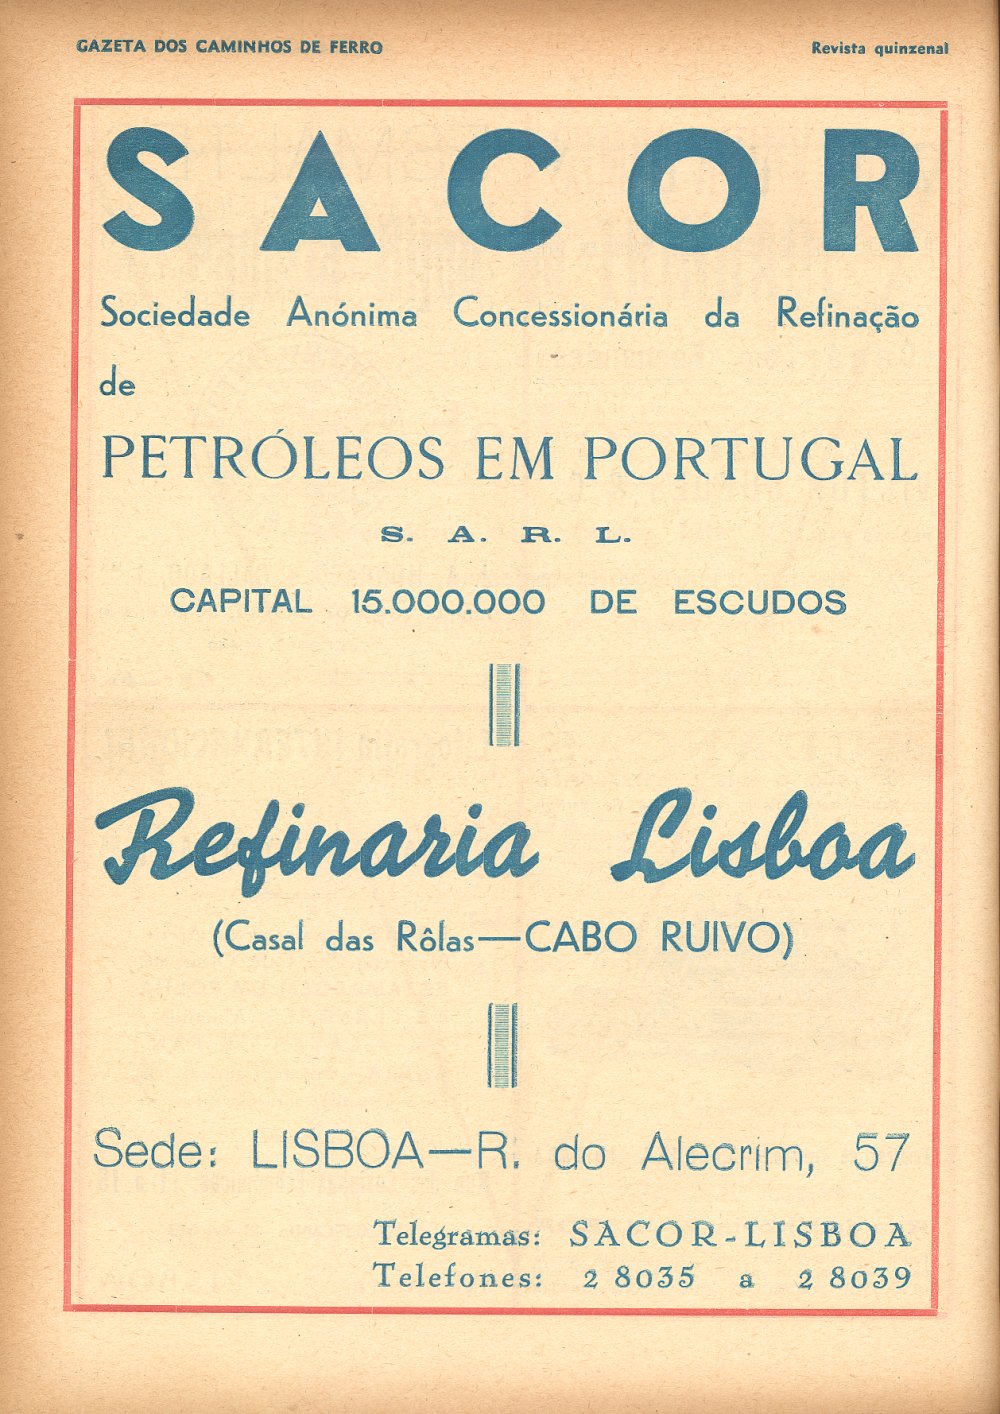 GAZETA DOS CAMINHOS DE FERRO
Revista quinzenal
SACOR
Sociedade Anónima Concessionária da Refinação
de
PETRÓLEOS EM PORTUGAL
S. A. R. L.
CAPITAL 15.000.000 DE ESCUDOS
Refinaria Lisboa
(Casal das Rôlas—CABO RUIVO)
Sede: LISBOA—R. do Alecrim, 57
Telegramas: SACOR-LISBOA
Telefones: 2 8035 a 2 8039